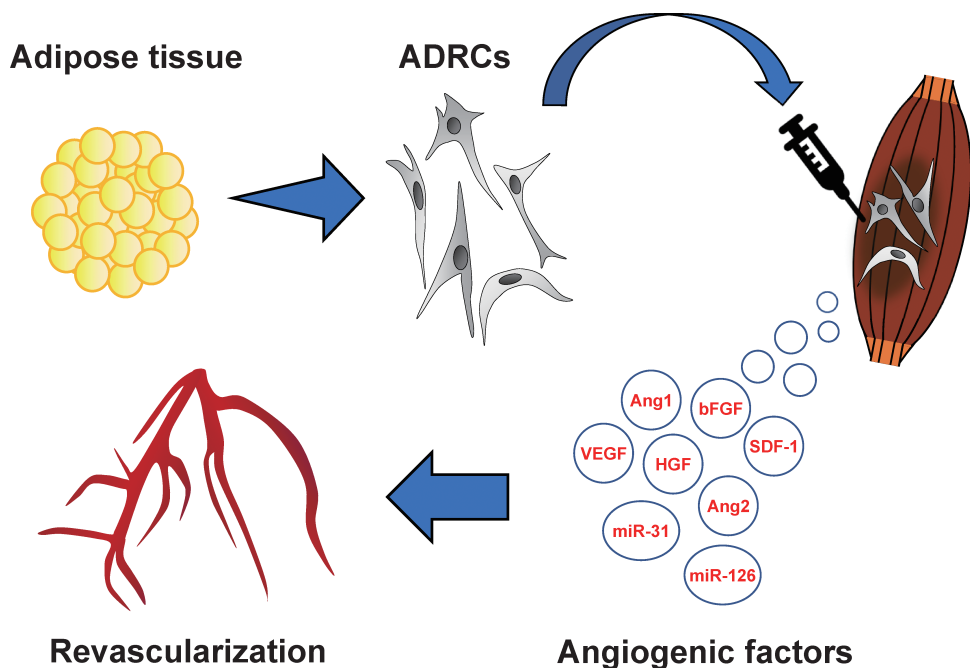 Adipose tissue
ADRCs
Ang1
bFGF
VEGF
HGF
SDF-1
Ang2
miR-31
miR-126
Revascularization
Angiogenic factors